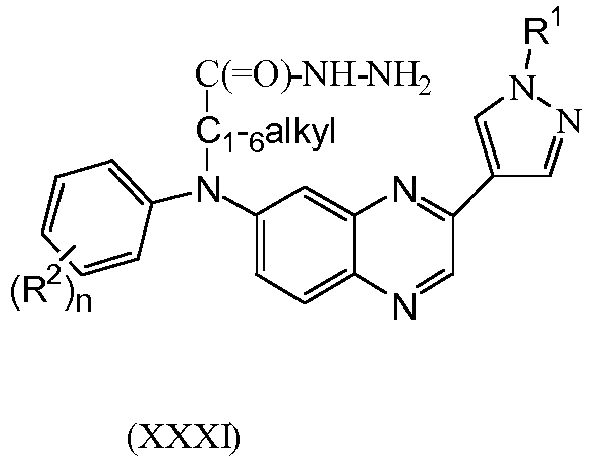 R¹
C(=O)-NH-NH₂
N
N
C₁-₆alkyl
N
N
(R²)n
N
(XXXI)